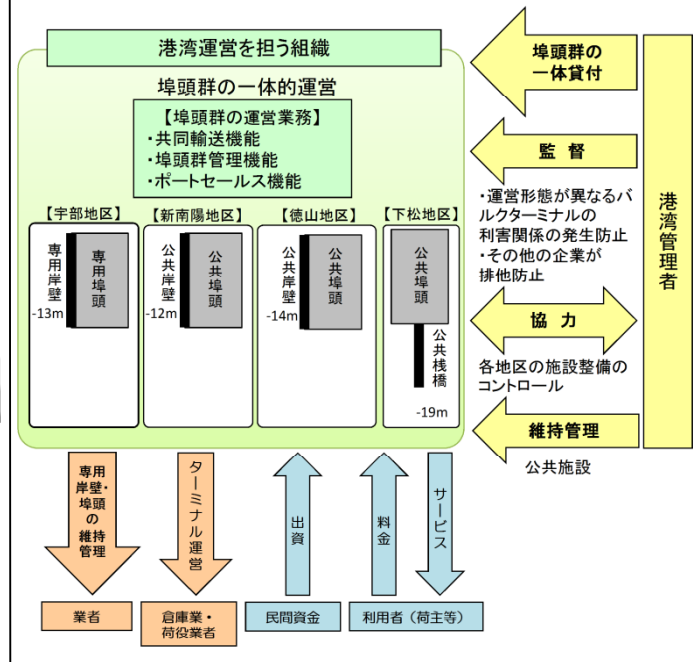 港湾運営を担う組織
埠頭群の一体的運営
【埠頭群の運営業務】
・共同輸送機能
・埠頭群管理機能
・ポートセールス機能
【宇部地区】
専用岸壁
専用埠頭
-13m
【新南陽地区】
公共岸壁
公共埠頭
-12m
【徳山地区】
公共岸壁
公共埠頭
-14m
【下松地区】
公共埠頭
公共桟橋
-19m
埠頭群の
一体貸付
監 督
・運営形態が異なるバ
ルクターミナルの
利害関係の発生防止
・その他の企業が
排他防止
協 力
各地区の施設整備の
コントロール
維持管理
公共施設
港湾管理者
専用
岸壁・
埠頭
の
維持
管理
ターミナル運営
出資
料金
サービス
業者
倉庫業・
荷役業者
民間資金
利用者（荷主等）